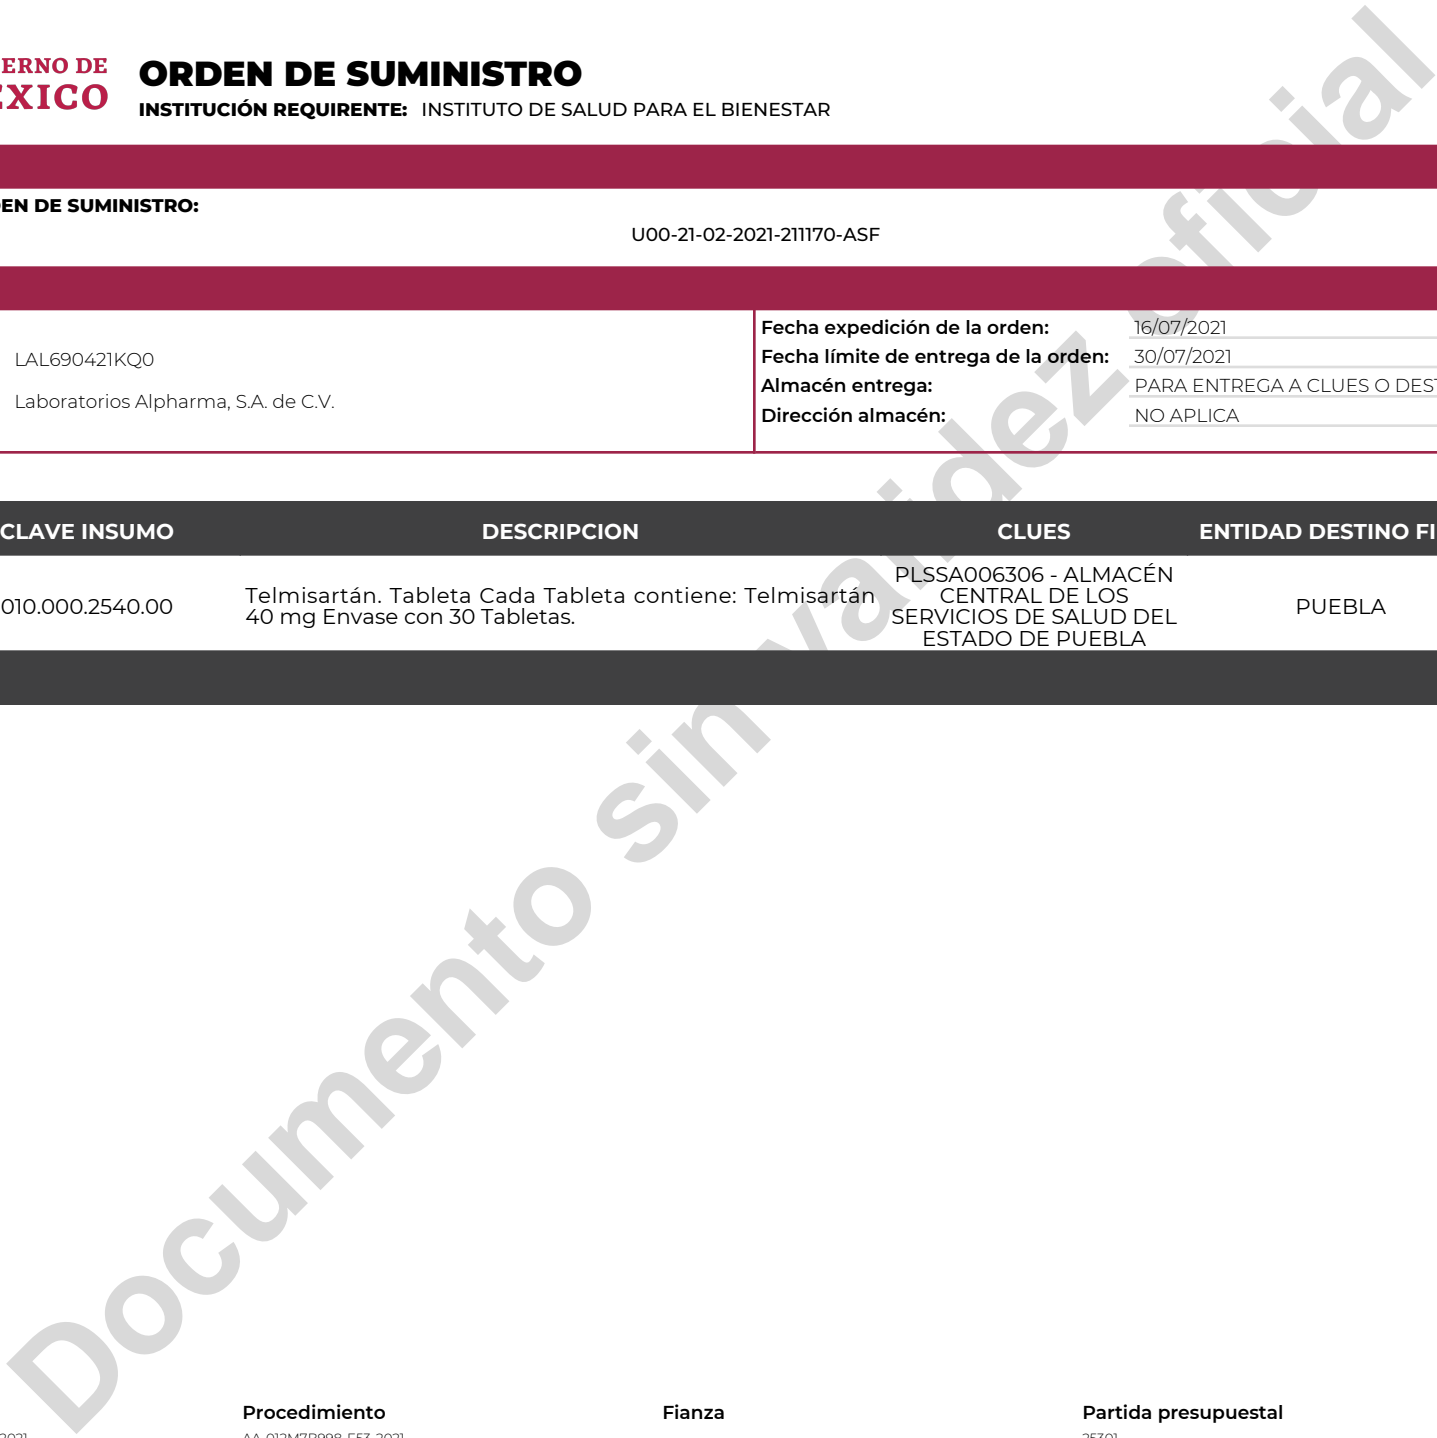 ERNO DE
ÉXICO
ORDEN DE SUMINISTRO
INSTITUCIÓN REQUIRENTE: INSTITUTO DE SALUD PARA EL BIENESTAR
EN DE SUMINISTRO:
U00-21-02-2021-211170-ASF
LAL690421KQ0
Laboratorios Alpharma, S.A. de C.V.
Fecha expedición de la orden: 16/07/2021
Fecha límite de entrega de la orden: 30/07/2021
Almacén entrega: PARA ENTREGA A CLUES O DEST
Dirección almacén: NO APLICA
CLAVE INSUMO DESCRIPCION CLUES ENTIDAD DESTINO FI
010.000.2540.00
Telmisartán. Tableta Cada Tableta contiene: Telmisartán
40 mg Envase con 30 Tabletas.
PLSSA006306 - ALMACÉN
CENTRAL DE LOS
SERVICIOS DE SALUD DEL
ESTADO DE PUEBLA
PUEBLA
Documento sin validez oficial
Procedimiento Fianza Partida presupuestal